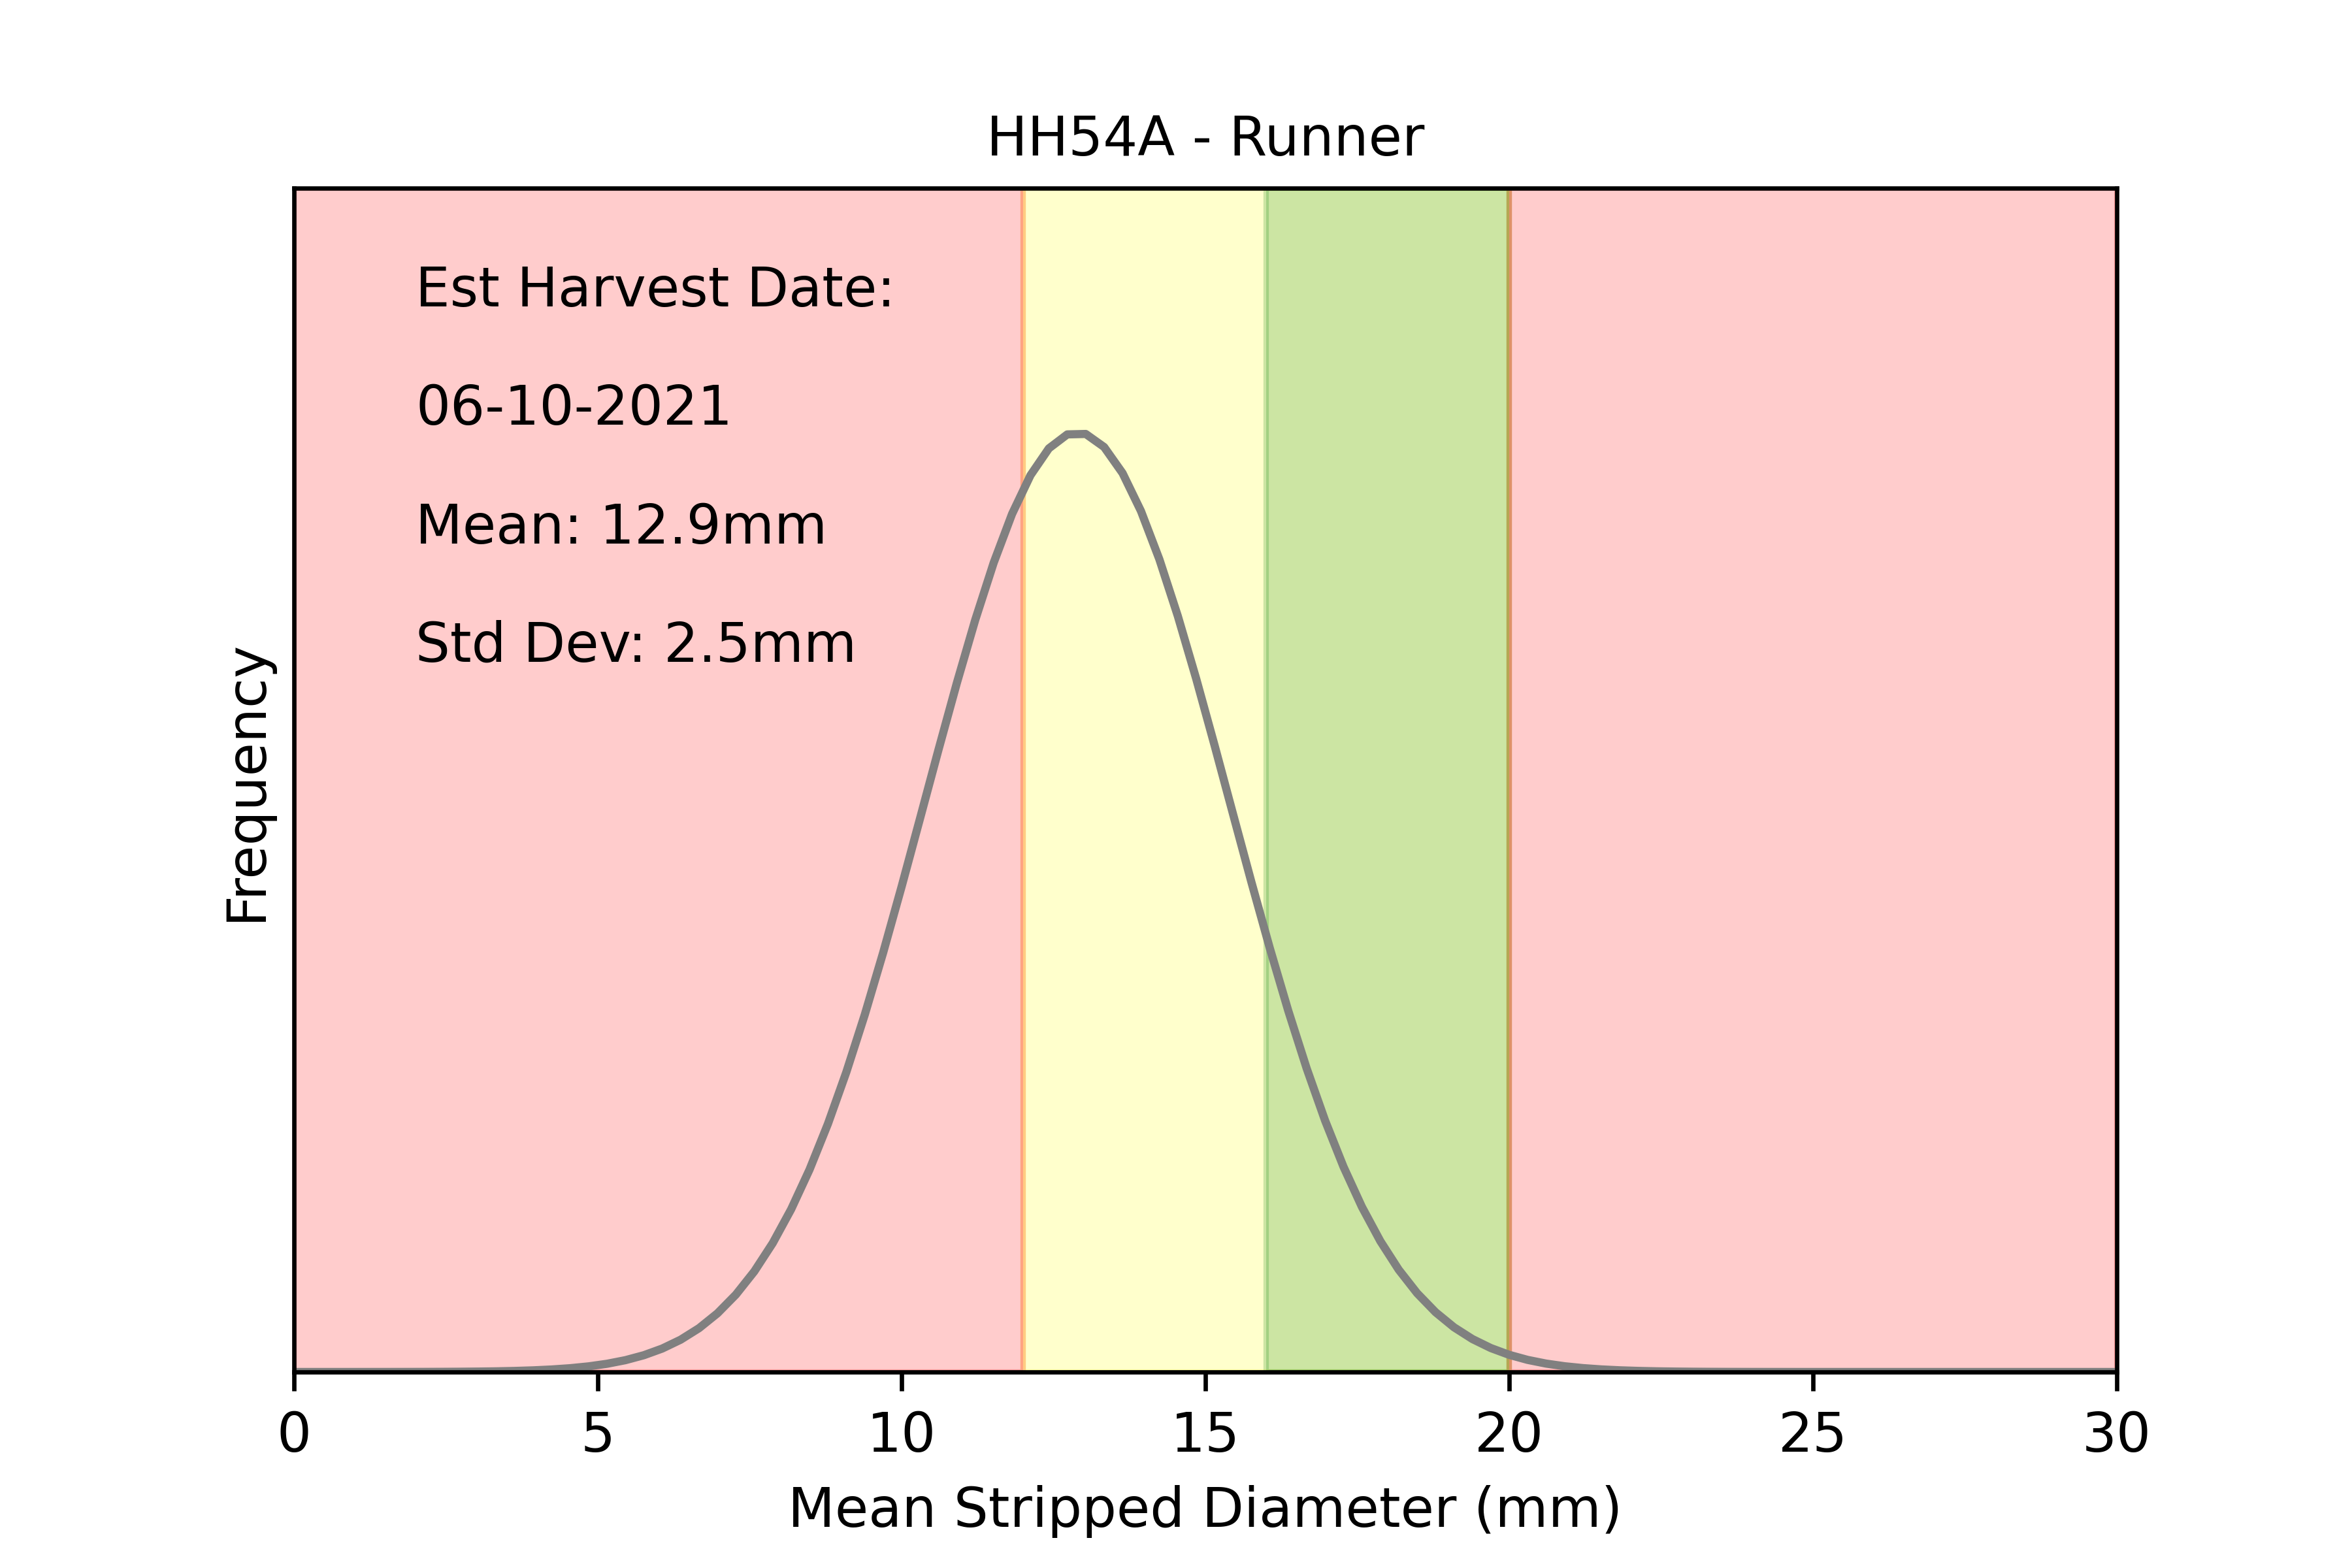 HH54A - Runner
Est Harvest Date:
06-10-2021
Mean: 12.9mm
Std Dev: 2.5mm
Frequency
0 5 10 15 20 25 30
Mean Stripped Diameter (mm)